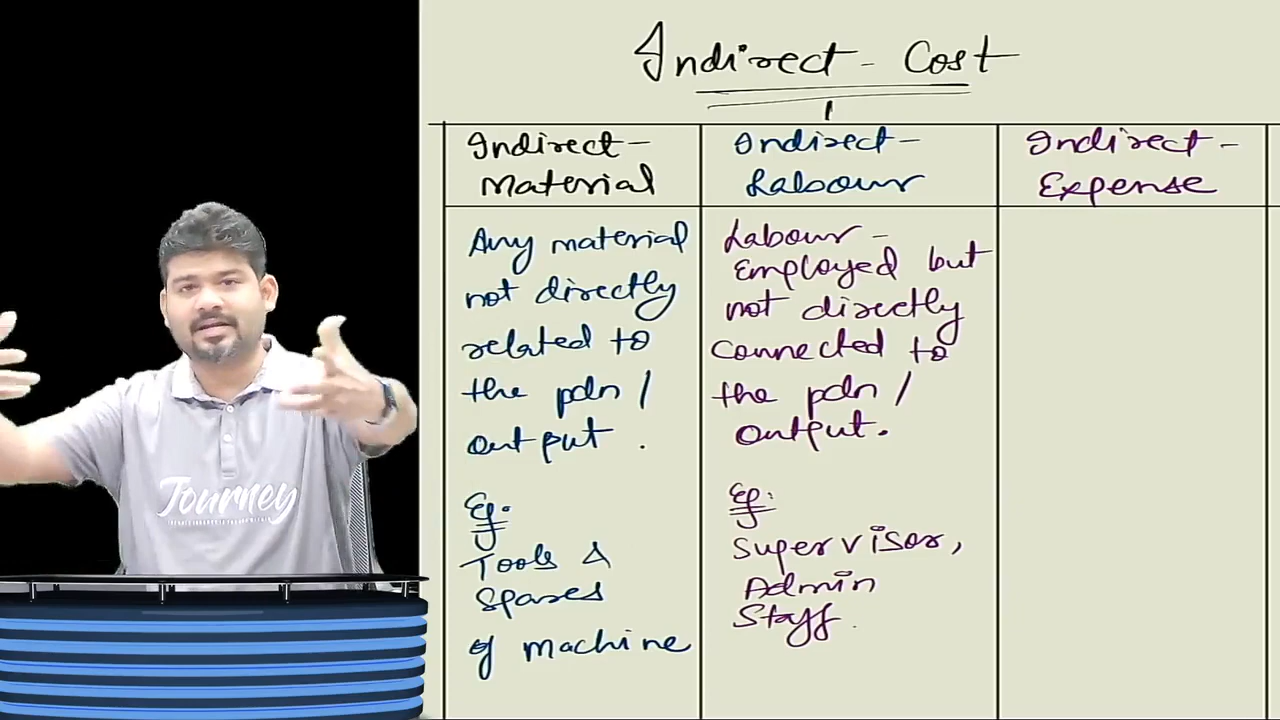 Indirect - Cost
Indirect -
Material
Any material
not directly
related to
the pdn /
output .
Eg.
Tools &
Spares
of machine
Indirect -
Labour
Labour -
Employed but
not directly
Connected to
the pdn /
output.
Eg:
Supervisor,
Admin
Staff.
Indirect -
Expense
Journey